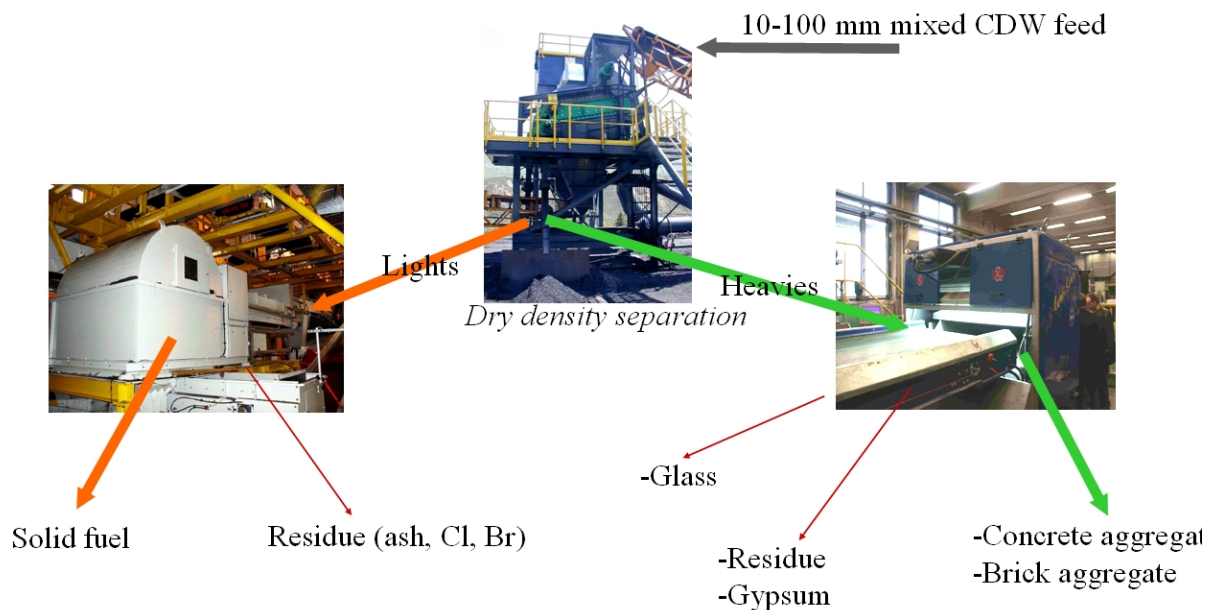 10-100 mm mixed CDW feed
Lights
Heavies
Dry density separation
-Glass
Solid fuel
Residue (ash, Cl, Br)
-Residue
-Gypsum
-Concrete aggregat
-Brick aggregate